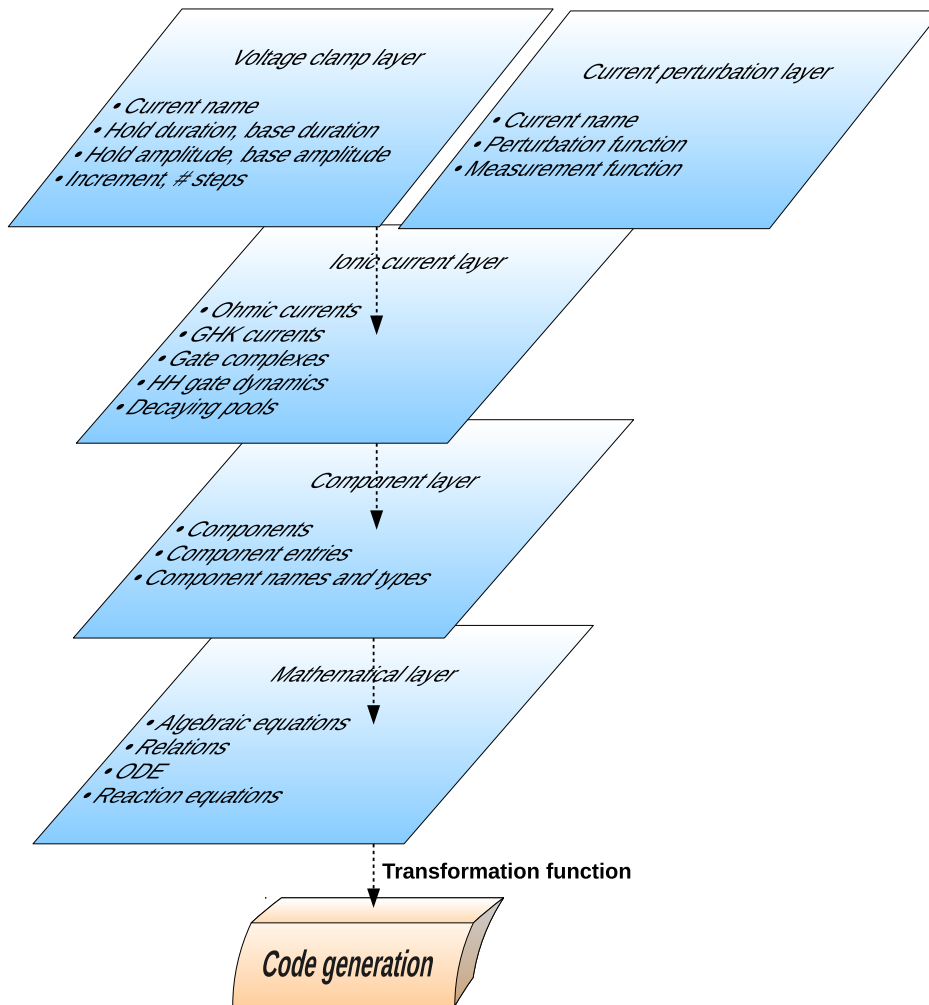 Voltage clamp layer
• Current name
• Hold duration, base duration
• Hold amplitude, base amplitude
• Increment, # steps
Current perturbation layer
• Current name
• Perturbation function
• Measurement function
Ionic current layer
• Ohmic currents
• GHK currents
• Gate complexes
• HH gate dynamics
• Decaying pools
Component layer
• Components
• Component entries
• Component names and types
Mathematical layer
• Algebraic equations
• Relations
• ODE
• Reaction equations
Transformation function
Code generation